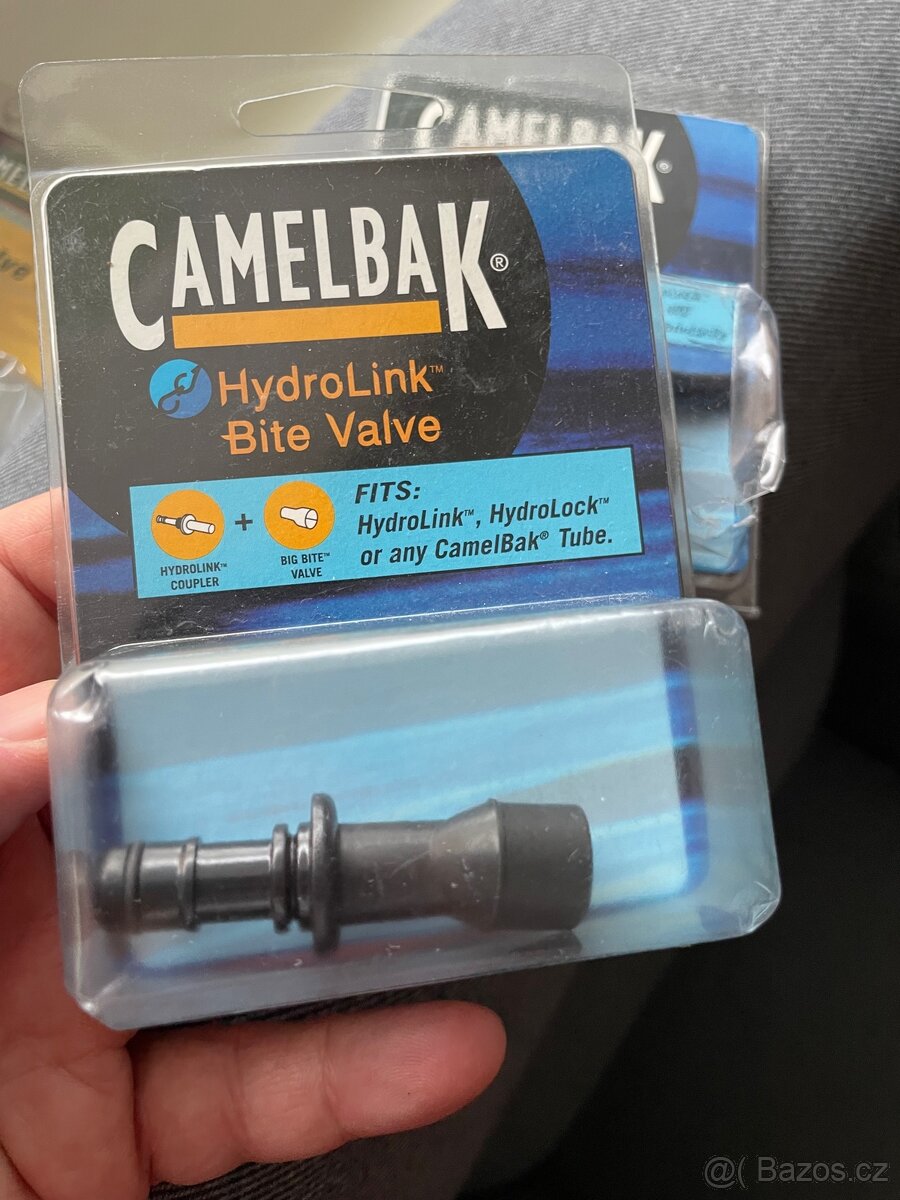 CAMELBAK®
HydroLink™
Bite Valve
HYDROLINK™
COUPLER
+
BIG BITE™
VALVE
FITS:
HydroLink™, HydroLock™
or any CamelBak® Tube.
CAMELBAK®
@( Bazos.cz